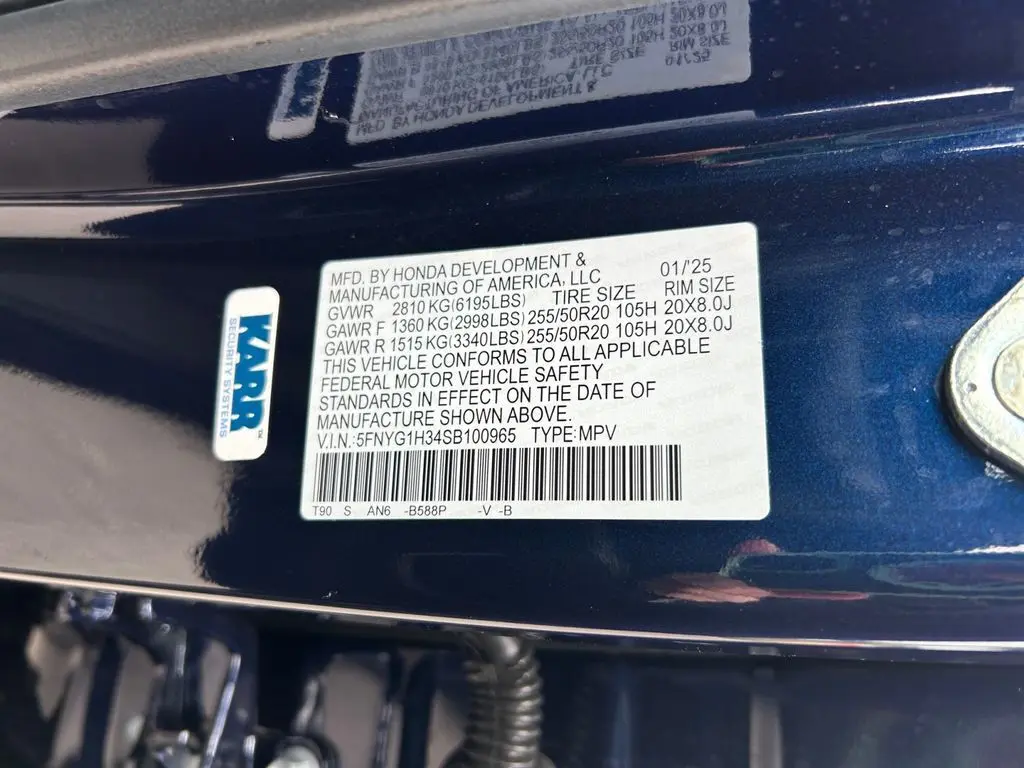 MFD. BY HONDA DEVELOPMENT &
MANUFACTURING OF AMERICA, LLC 01/'25
GVWR 2810 KG(6195LBS) TIRE SIZE RIM SIZE
GAWR F 1360 KG(2998LBS) 255/50R20 105H 20X8.0J
GAWR R 1515 KG(3340LBS) 255/50R20 105H 20X8.0J
THIS VEHICLE CONFORMS TO ALL APPLICABLE
FEDERAL MOTOR VEHICLE SAFETY
STANDARDS IN EFFECT ON THE DATE OF
MANUFACTURE SHOWN ABOVE.
V.I.N.:5FNYG1H34SB100965 TYPE:MPV
T90 S AN6 -B588P -V -B
KARR™
SECURITY SYSTEMS